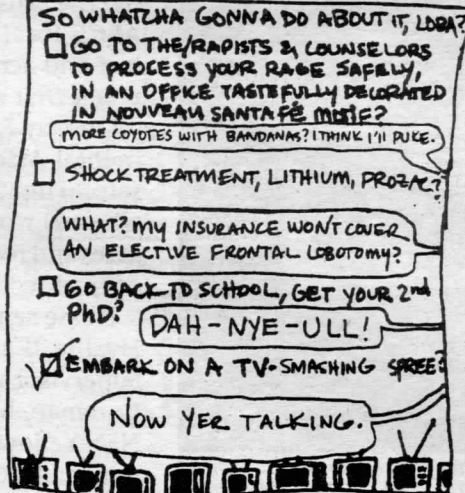 SO WHATCHA GONNA DO ABOUT IT, LOBA?
GO TO THE/RAPISTS & COUNSELORS
TO PROCESS YOUR RAGE SAFELY,
IN AN OFFICE TASTEFULLY DECORATED
IN NOUVEAU SANTA FÉ MOTIF?
MORE COYOTES WITH BANDANAS? I THINK I'll PUKE.
SHOCK TREATMENT, LITHIUM, PROZAC?
WHAT? MY INSURANCE WON'T COVER
AN ELECTIVE FRONTAL LOBOTOMY?
GO BACK TO SCHOOL, GET YOUR 2nd
PhD?
DAH-NYE-ULL!
EMBARK ON A TV-SMASHING SPREE?
NOW YER TALKING.